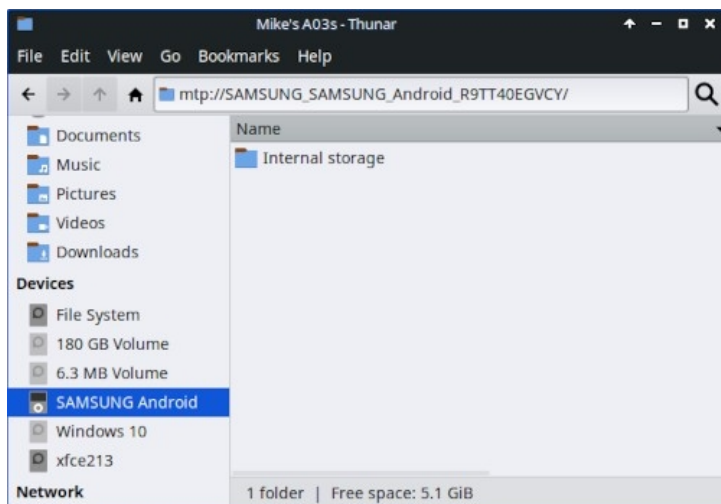 Mike's A03s - Thunar
File Edit View Go Bookmarks Help
mtp://SAMSUNG_SAMSUNG_Android_R9TT40EGVCY/
Documents
Music
Pictures
Videos
Downloads
Devices
File System
180 GB Volume
6.3 MB Volume
SAMSUNG Android
Windows 10
xfce213
Network
Name
Internal storage
1 folder | Free space: 5.1 GiB